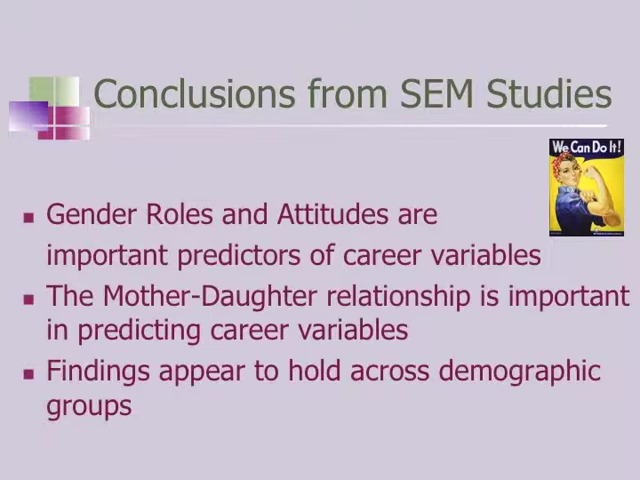 Conclusions from SEM Studies
We Can Do It!
Gender Roles and Attitudes are
important predictors of career variables
The Mother-Daughter relationship is important
in predicting career variables
Findings appear to hold across demographic
groups